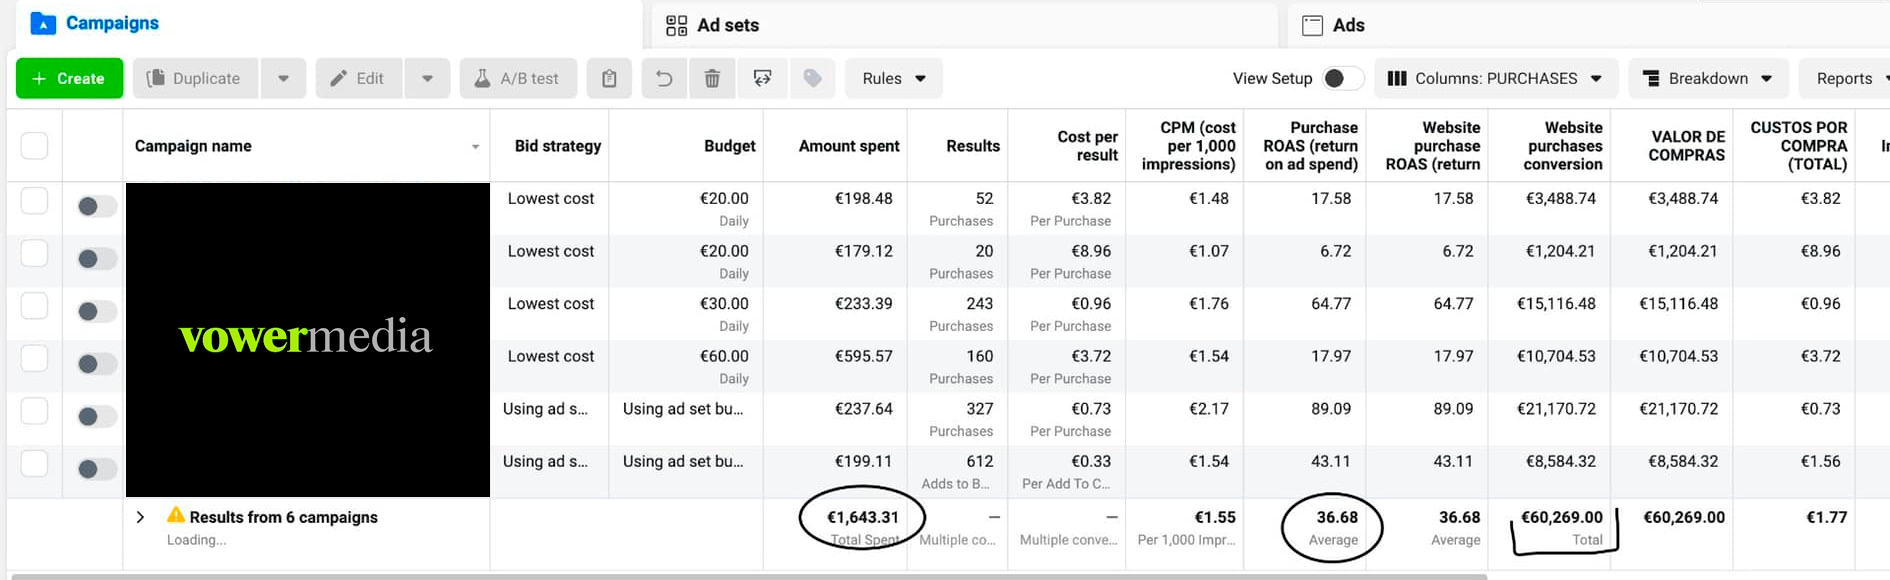 Campaigns
Ad sets
Ads
+ Create
Duplicate
Edit
A/B test
Rules
View Setup
Columns: PURCHASES
Breakdown
Reports
Campaign name
Bid strategy
Budget
Amount spent
Results
Cost per
result
CPM (cost
per 1,000
impressions)
Purchase
ROAS (return
on ad spend)
Website
purchase
ROAS (return
Website
purchases
conversion
VALOR DE
COMPRAS
CUSTOS POR
COMPRA
(TOTAL)
Lowest cost €20.00 €198.48 52 €3.82 €1.48 17.58 17.58 €3,488.74 €3,488.74 €3.82
Daily Purchases Per Purchase
Lowest cost €20.00 €179.12 20 €8.96 €1.07 6.72 6.72 €1,204.21 €1,204.21 €8.96
Daily Purchases Per Purchase
Lowest cost €30.00 €233.39 243 €0.96 €1.76 64.77 64.77 €15,116.48 €15,116.48 €0.96
Daily Purchases Per Purchase
vowermedia
Lowest cost €60.00 €595.57 160 €3.72 €1.54 17.97 17.97 €10,704.53 €10,704.53 €3.72
Daily Purchases Per Purchase
Using ad s... Using ad set bu... €237.64 327 €0.73 €2.17 89.09 89.09 €21,170.72 €21,170.72 €0.73
Purchases Per Purchase
Using ad s... Using ad set bu... €199.11 612 €0.33 €1.54 43.11 43.11 €8,584.32 €8,584.32 €1.56
Adds to B... Per Add To C...
Results from 6 campaigns €1,643.31 — — €1.55 36.68 36.68 €60,269.00 €60,269.00 €1.77
Loading... Total Spent Multiple co... Multiple conve... Per 1,000 Impr... Average Average Total